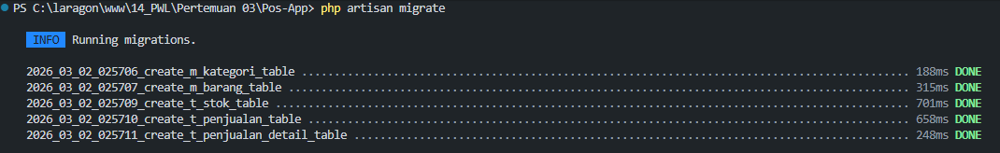 PS C:\laragon\www\14_PWL\Pertemuan 03\Pos-App> php artisan migrate
INFO Running migrations.
2026_03_02_025706_create_m_kategori_table ........................................................................................... 188ms DONE
2026_03_02_025707_create_m_barang_table ............................................................................................. 315ms DONE
2026_03_02_025709_create_t_stok_table ............................................................................................... 701ms DONE
2026_03_02_025710_create_t_penjualan_table .......................................................................................... 658ms DONE
2026_03_02_025711_create_t_penjualan_detail_table ................................................................................... 248ms DONE